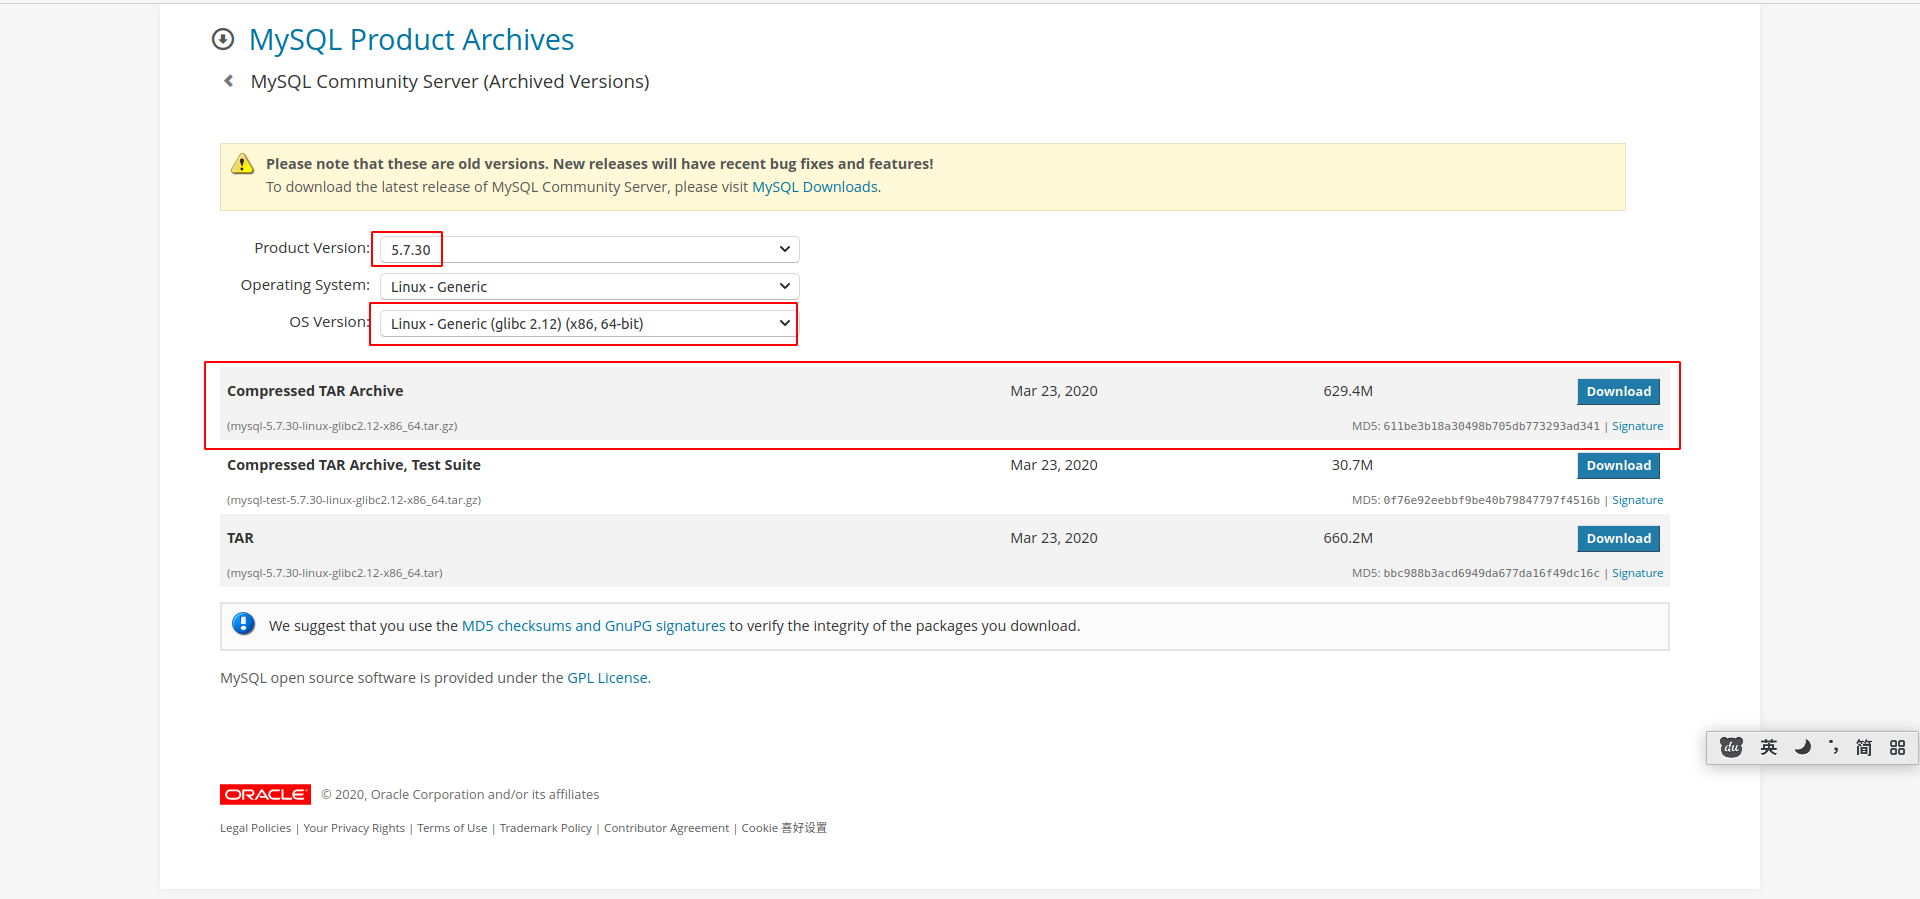 MySQL Product Archives
MySQL Community Server (Archived Versions)
Please note that these are old versions. New releases will have recent bug fixes and features!
To download the latest release of MySQL Community Server, please visit MySQL Downloads.
Product Version: 5.7.30
Operating System: Linux - Generic
OS Version: Linux - Generic (glibc 2.12) (x86, 64-bit)
Compressed TAR Archive Mar 23, 2020 629.4M Download
(mysql-5.7.30-linux-glibc2.12-x86_64.tar.gz) MD5: 611be3b18a30498b705db773293ad341 | Signature
Compressed TAR Archive, Test Suite Mar 23, 2020 30.7M Download
(mysql-test-5.7.30-linux-glibc2.12-x86_64.tar.gz) MD5: 0f76e92eebbf9be40b79847797f4516b | Signature
TAR Mar 23, 2020 660.2M Download
(mysql-5.7.30-linux-glibc2.12-x86_64.tar) MD5: bbc988b3acd6949da677da16f49dc16c | Signature
We suggest that you use the MD5 checksums and GnuPG signatures to verify the integrity of the packages you download.
MySQL open source software is provided under the GPL License.
du 英 简
ORACLE © 2020, Oracle Corporation and/or its affiliates
Legal Policies | Your Privacy Rights | Terms of Use | Trademark Policy | Contributor Agreement | Cookie 喜好设置